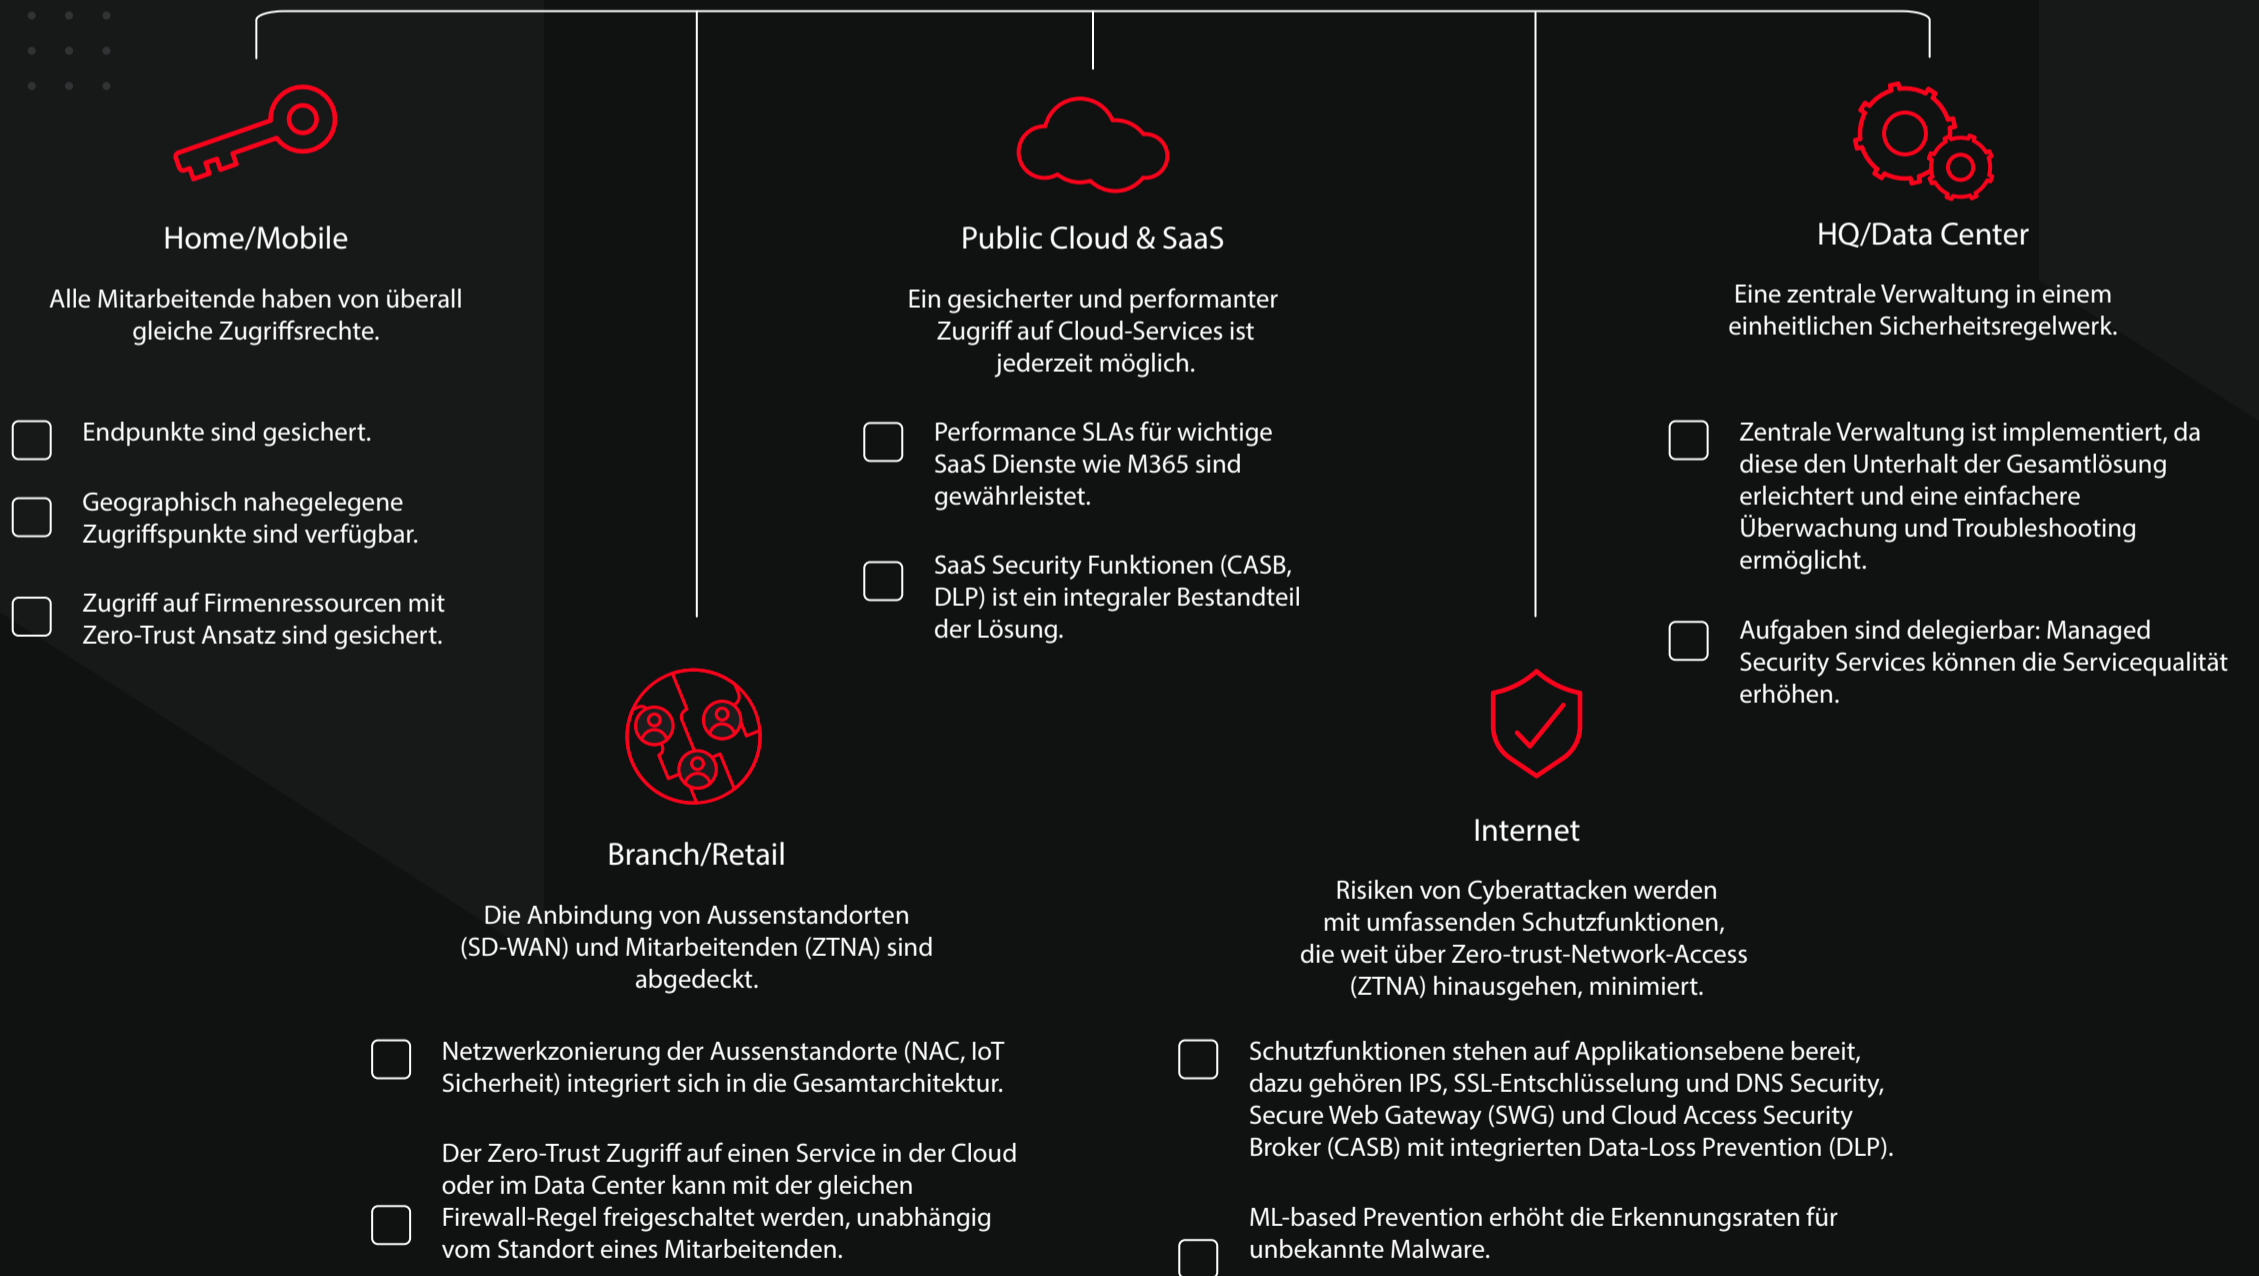 Home/Mobile
Alle Mitarbeitende haben von überall
gleiche Zugriffsrechte.
Endpunkte sind gesichert.
Geographisch nahegelegene
Zugriffspunkte sind verfügbar.
Zugriff auf Firmenressourcen mit
Zero-Trust Ansatz sind gesichert.
Branch/Retail
Die Anbindung von Aussenstandorten
(SD-WAN) und Mitarbeitenden (ZTNA) sind
abgedeckt.
Netzwerkzonierung der Aussenstandorte (NAC, IoT
Sicherheit) integriert sich in die Gesamtarchitektur.
Der Zero-Trust Zugriff auf einen Service in der Cloud
oder im Data Center kann mit der gleichen
Firewall-Regel freigeschaltet werden, unabhängig
vom Standort eines Mitarbeitenden.
Public Cloud & SaaS
Ein gesicherter und performanter
Zugriff auf Cloud-Services ist
jederzeit möglich.
Performance SLAs für wichtige
SaaS Dienste wie M365 sind
gewährleistet.
SaaS Security Funktionen (CASB,
DLP) ist ein integraler Bestandteil
der Lösung.
Internet
Risiken von Cyberattacken werden
mit umfassenden Schutzfunktionen,
die weit über Zero-trust-Network-Access
(ZTNA) hinausgehen, minimiert.
Schutzfunktionen stehen auf Applikationsebene bereit,
dazu gehören IPS, SSL-Entschlüsselung und DNS Security,
Secure Web Gateway (SWG) und Cloud Access Security
Broker (CASB) mit integrierten Data-Loss Prevention (DLP).
ML-based Prevention erhöht die Erkennungsraten für
unbekannte Malware.
HQ/Data Center
Eine zentrale Verwaltung in einem
einheitlichen Sicherheitsregelwerk.
Zentrale Verwaltung ist implementiert, da
diese den Unterhalt der Gesamtlösung
erleichtert und eine einfachere
Überwachung und Troubleshooting
ermöglicht.
Aufgaben sind delegierbar: Managed
Security Services können die Servicequalität
erhöhen.